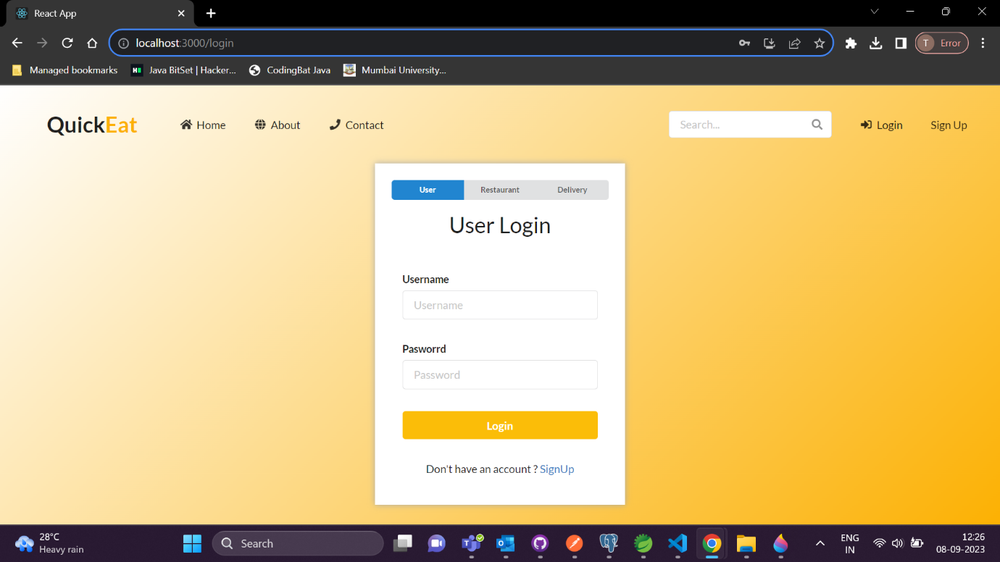 React App
localhost:3000/login
T Error
Managed bookmarks
Java BitSet | Hacker...
CodingBat Java
Mumbai University...
QuickEat
Home
About
Contact
Search...
Login
Sign Up
User
Restaurant
Delivery
User Login
Username
Username
Pasworrd
Password
Login
Don't have an account ? SignUp
28°C
Heavy rain
Search
ENG
IN
12:26
08-09-2023